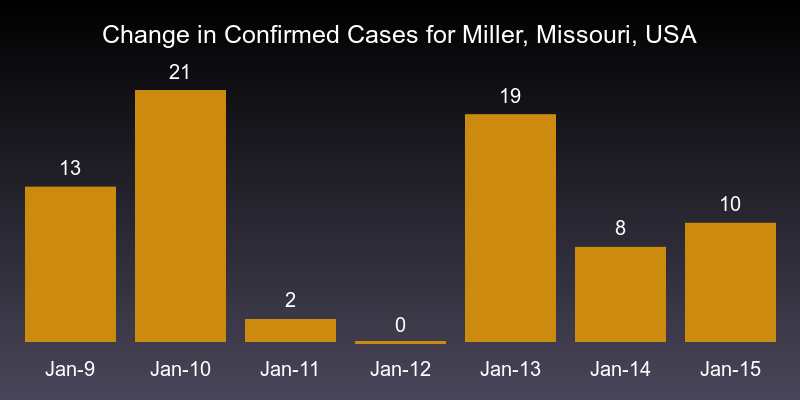 Change in Confirmed Cases for Miller, Missouri, USA
13
21
2
0
19
8
10
Jan-9
Jan-10
Jan-11
Jan-12
Jan-13
Jan-14
Jan-15